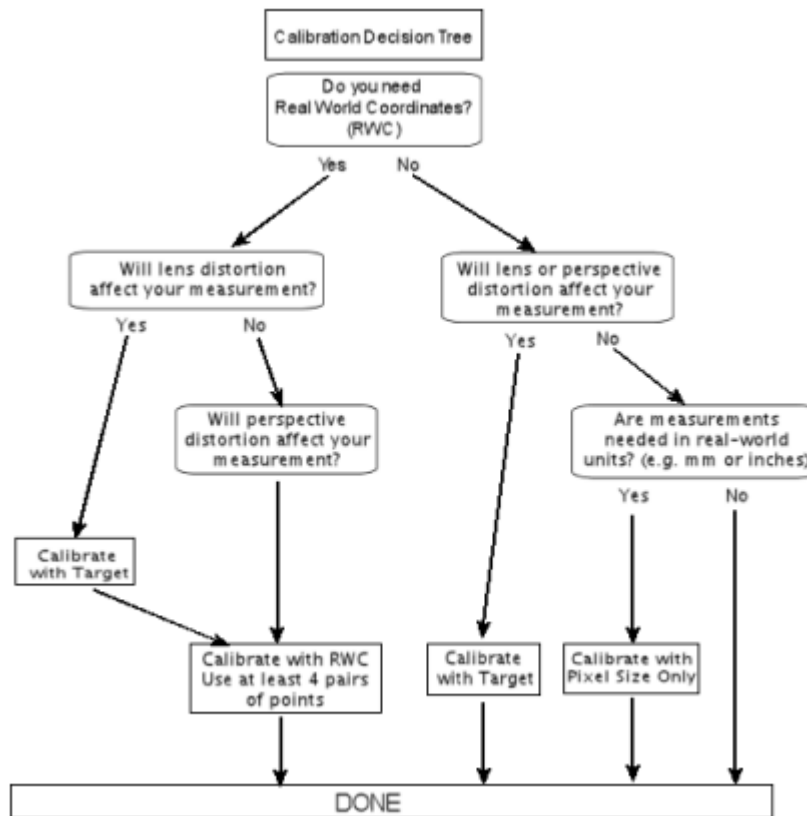 Calibration Decision Tree
Do you need
Real World Coordinates?
(RWC)
Yes No
Will lens distortion
affect your measurement?
Will lens or perspective
distortion affect your
measurement?
Yes No
Yes No
Will perspective
distortion affect your
measurement?
Are measurements
needed in real-world
units? (e.g. mm or inches)
Yes No
Calibrate
with Target
Calibrate with RWC
Use at least 4 pairs
of points
Calibrate
with Target
Calibrate with
Pixel Size Only
DONE